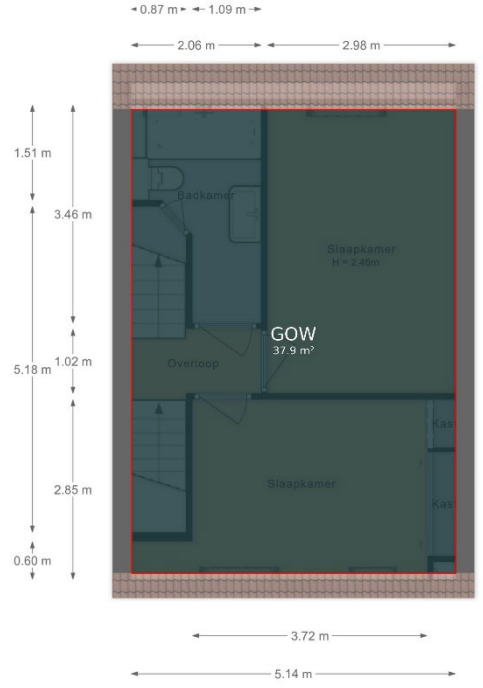 0.87 m
1.09 m
2.06 m
2.98 m
1.51 m
3.46 m
Badkamer
Slaapkamer
H = 2.46m
GOW
37.9 m²
5.18 m
1.02 m
Overloop
Kast
2.85 m
Slaapkamer
Kast
0.60 m
3.72 m
5.14 m